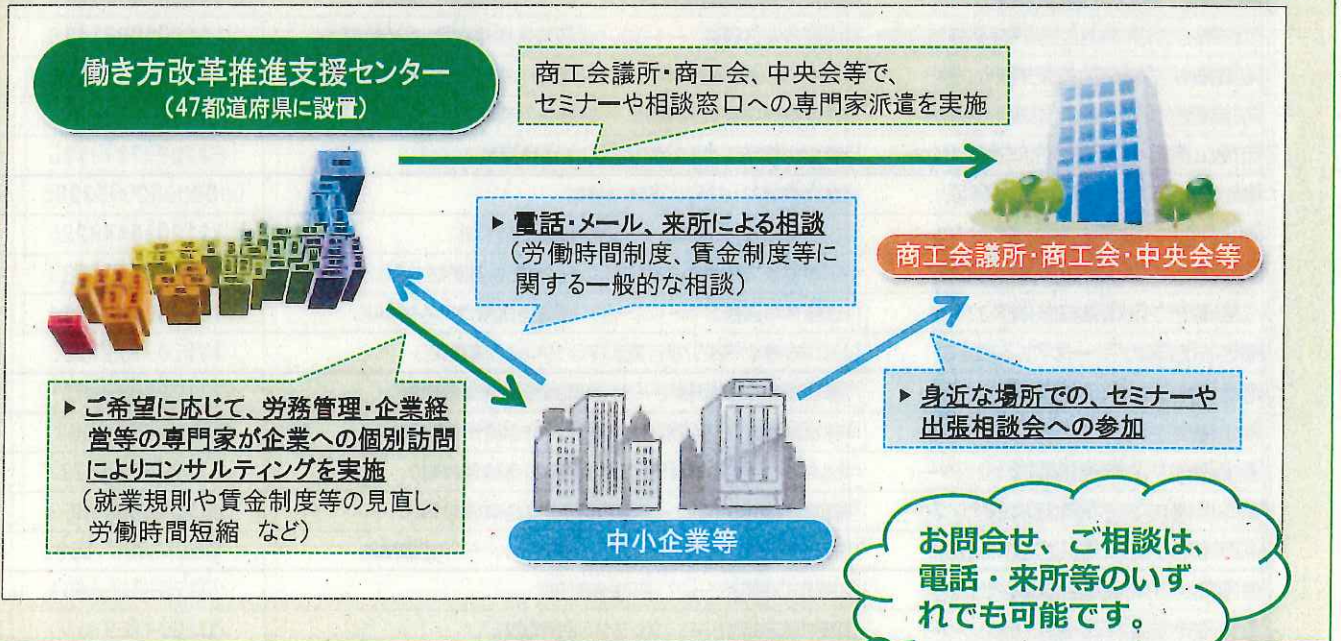 働き方改革推進支援センター
(47都道府県に設置)
商工会議所・商工会、中央会等で、
セミナーや相談窓口への専門家派遣を実施
▶ 電話・メール、来所による相談
(労働時間制度、賃金制度等に
関する一般的な相談)
商工会議所・商工会・中央会等
▶ ご希望に応じて、労務管理・企業経
営等の専門家が企業への個別訪問
によりコンサルティングを実施
(就業規則や賃金制度等の見直し、
労働時間短縮 など)
▶ 身近な場所での、セミナーや
出張相談会への参加
中小企業等
お問合せ、ご相談は、
電話・来所等のいず
れでも可能です。